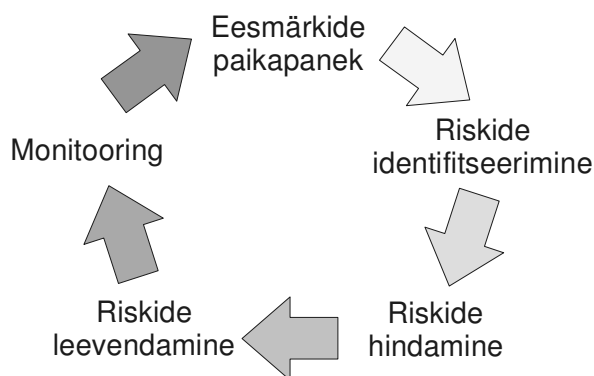 Eesmärkide
paikapanek
Riskide
identifitseerimine
Riskide
hindamine
Riskide
leevendamine
Monitooring